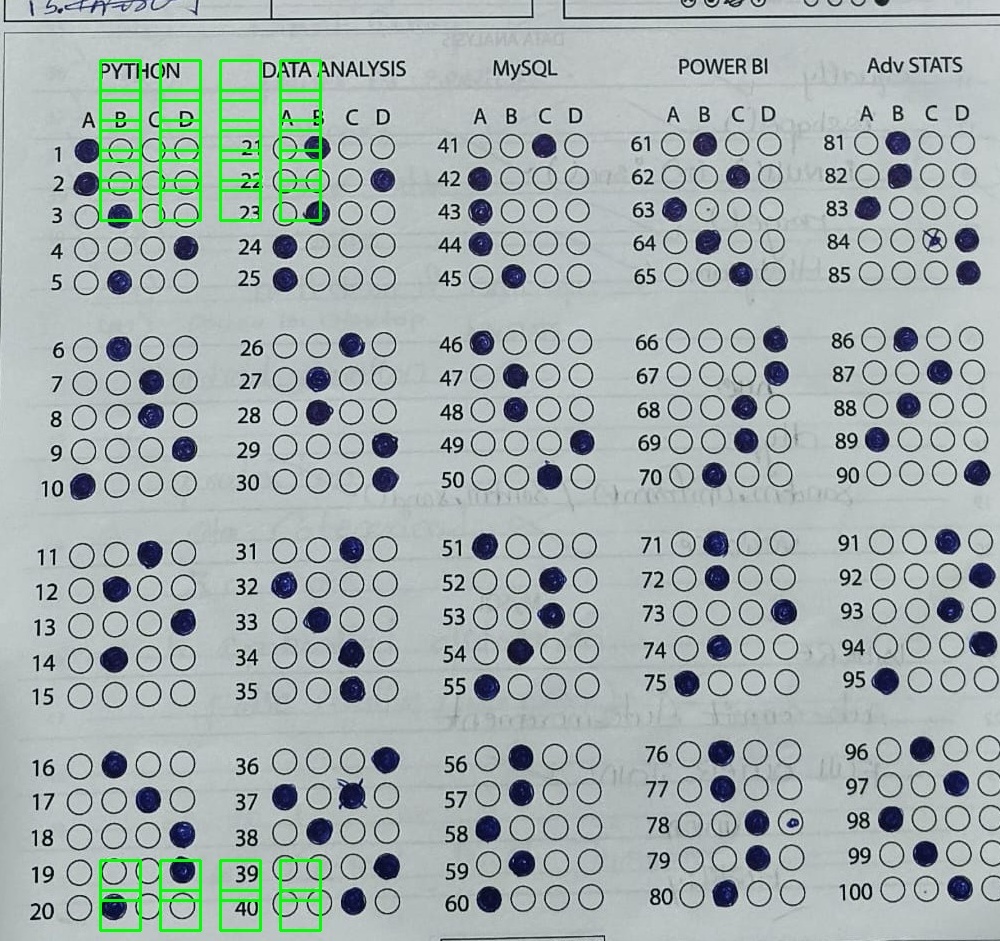 PYTHON DATA ANALYSIS MySQL POWER BI Adv STATS
A B C D A B C D A B C D A B C D A B C D
1 21 41 61 81
2 22 42 62 82
3 23 43 63 83
4 24 44 64 84
5 25 45 65 85
6 26 46 66 86
7 27 47 67 87
8 28 48 68 88
9 29 49 69 89
10 30 50 70 90
11 31 51 71 91
12 32 52 72 92
13 33 53 73 93
14 34 54 74 94
15 35 55 75 95
16 36 56 76 96
17 37 57 77 97
18 38 58 78 98
19 39 59 79 99
20 40 60 80 100